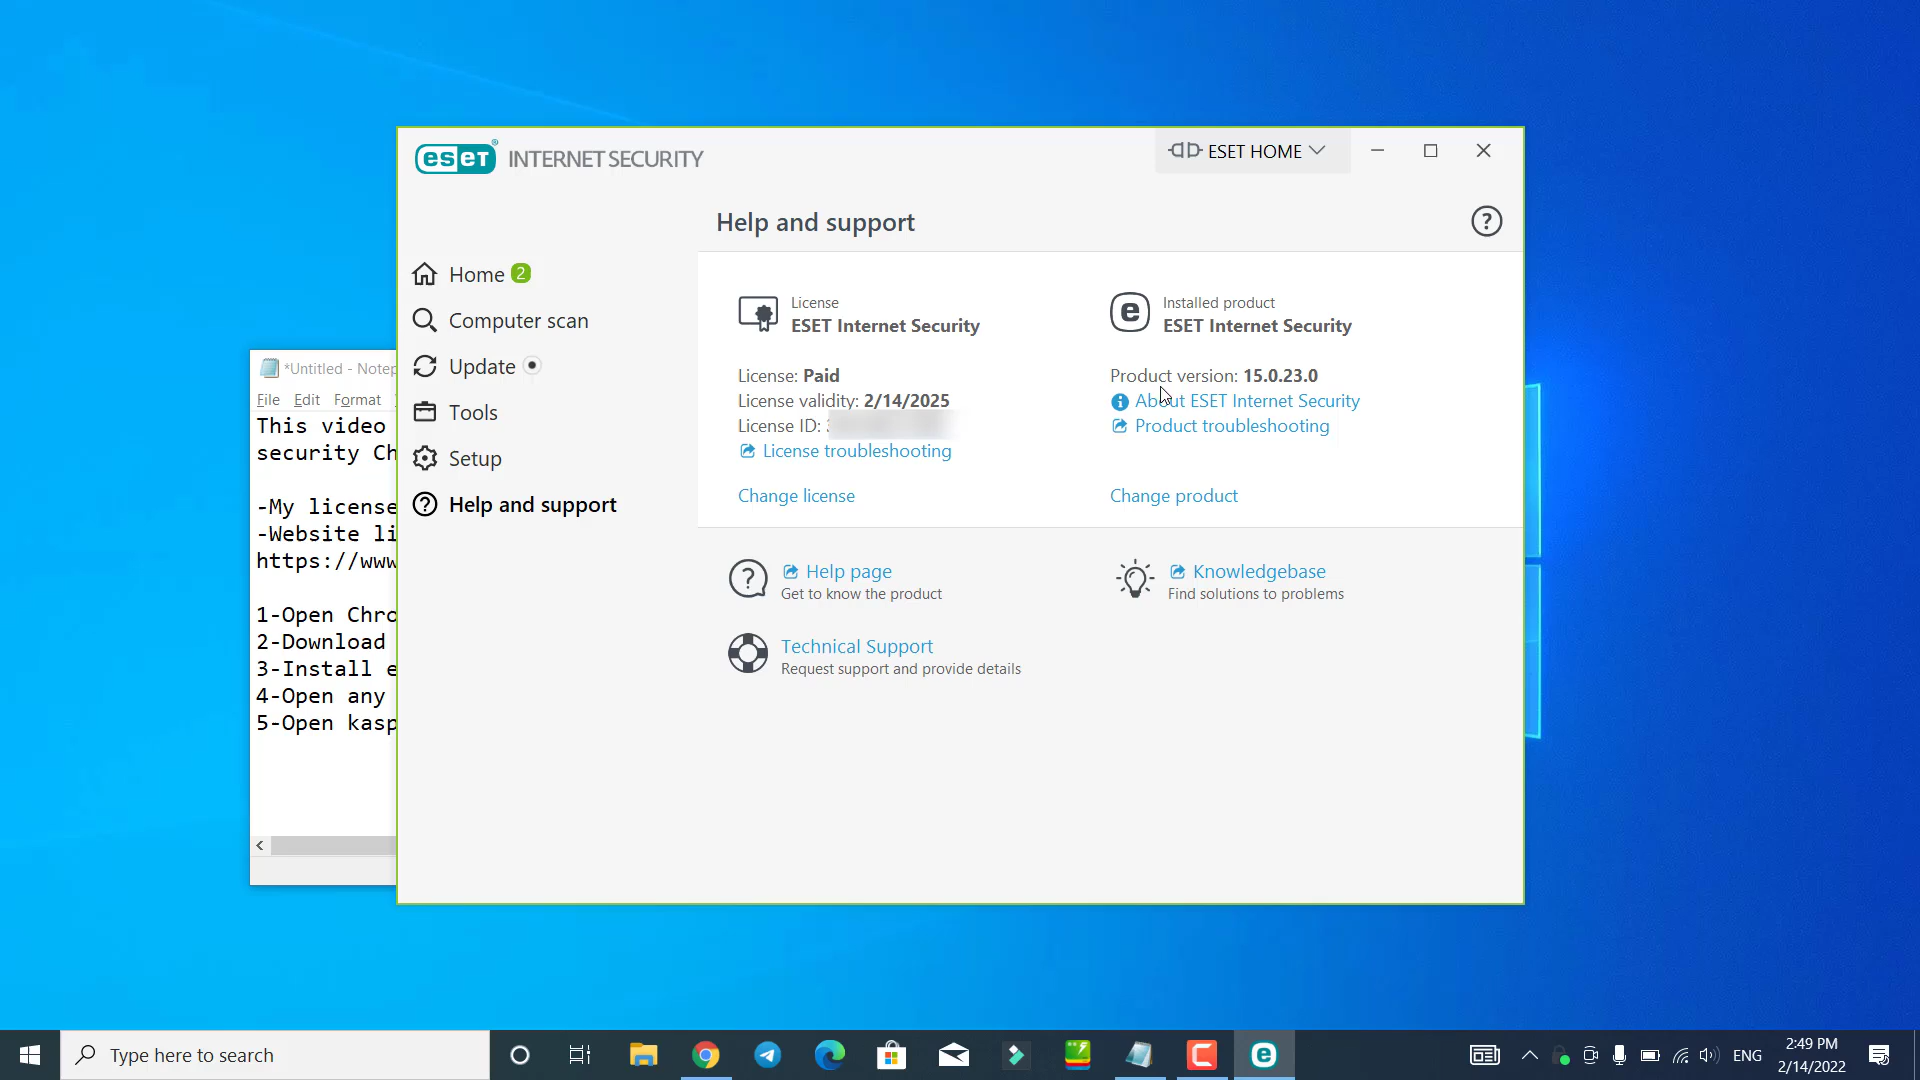 eseT INTERNET SECURITY
ESET HOME
Help and support
Home 2
Computer scan
Update
Tools
Setup
Help and support
License
ESET Internet Security
License: Paid
License validity: 2/14/2025
License ID:
License troubleshooting
Change license
Installed product
ESET Internet Security
Product version: 15.0.23.0
About ESET Internet Security
Product troubleshooting
Change product
Help page
Get to know the product
Knowledgebase
Find solutions to problems
Technical Support
Request support and provide details
*Untitled - Notep
File Edit Format
This video
security Ch
-My license
-Website li
https://www
1-Open Chro
2-Download
3-Install e
4-Open any
5-Open kasp
Type here to search
ENG
2:49 PM
2/14/2022